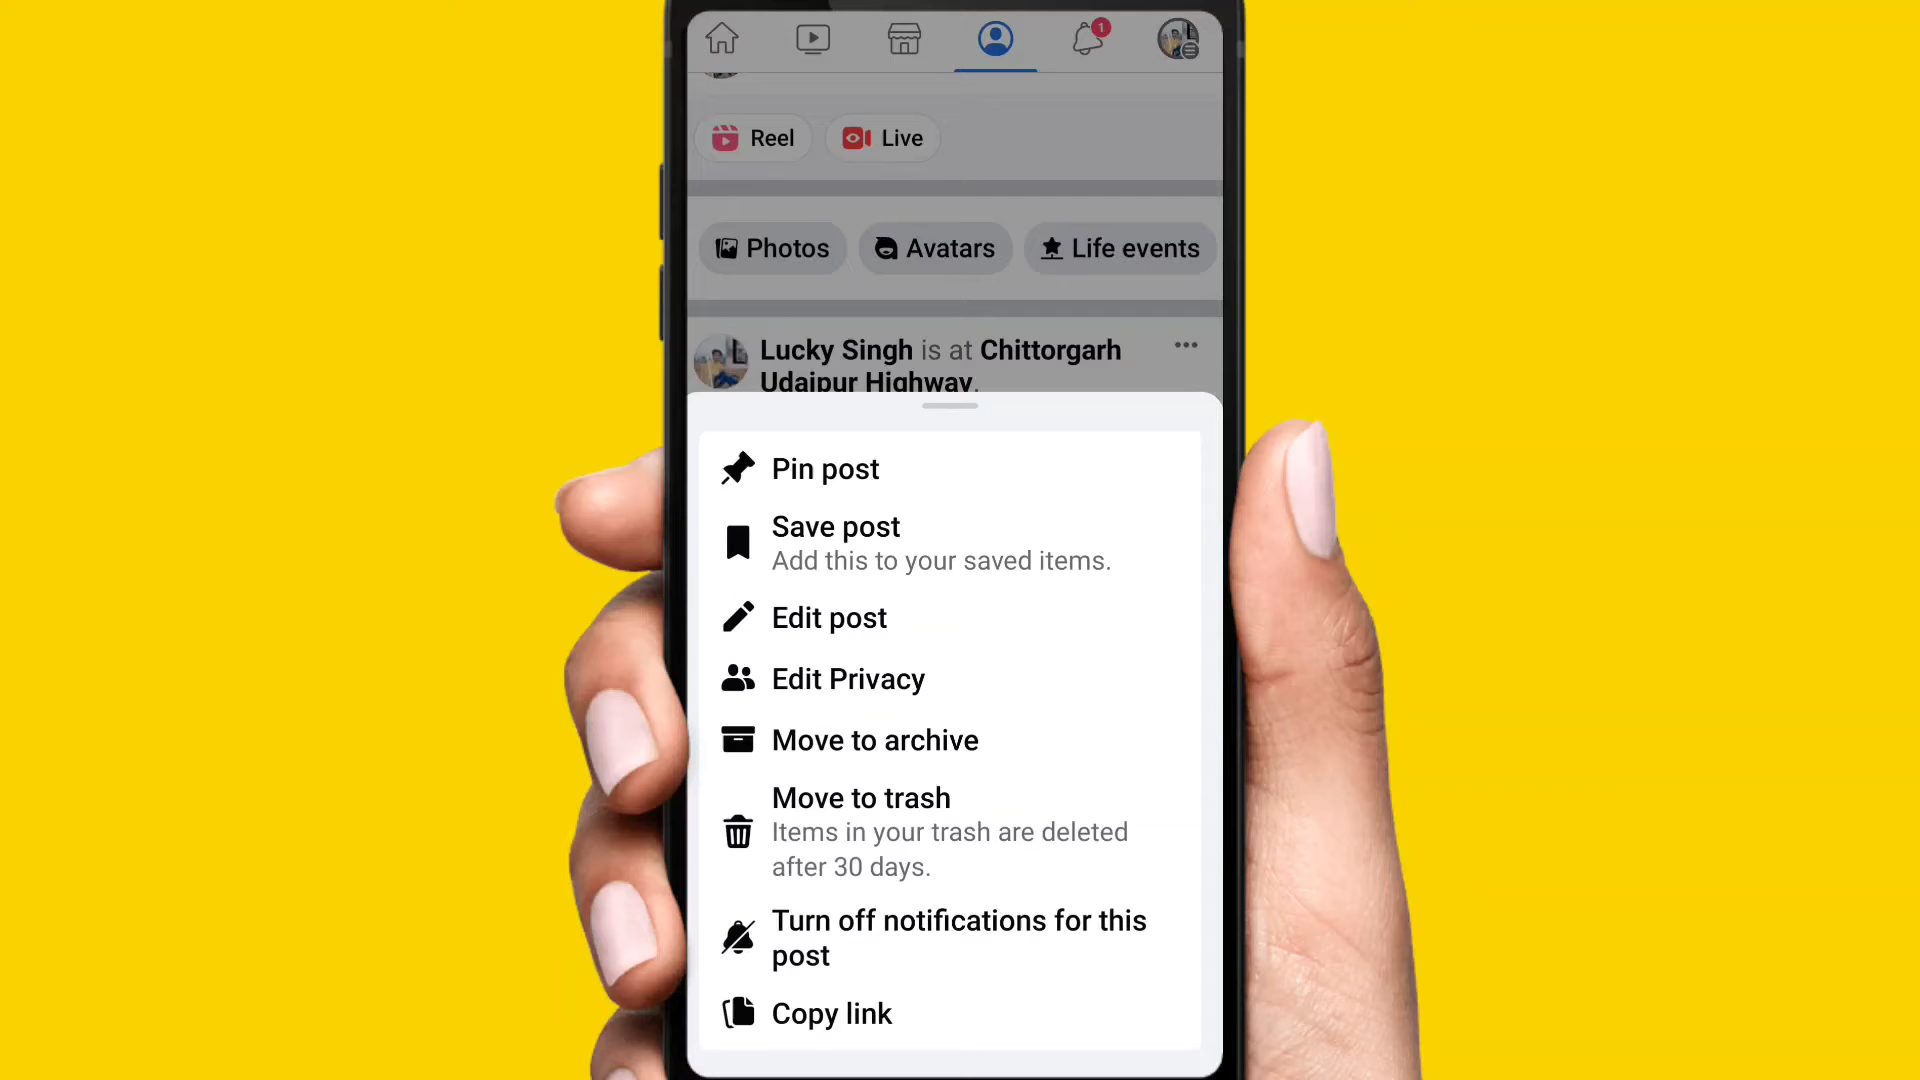 1
Reel
Live
Photos
Avatars
Life events
Lucky Singh is at Chittorgarh
Udaipur Highway.
Pin post
Save post
Add this to your saved items.
Edit post
Edit Privacy
Move to archive
Move to trash
Items in your trash are deleted
after 30 days.
Turn off notifications for this
post
Copy link